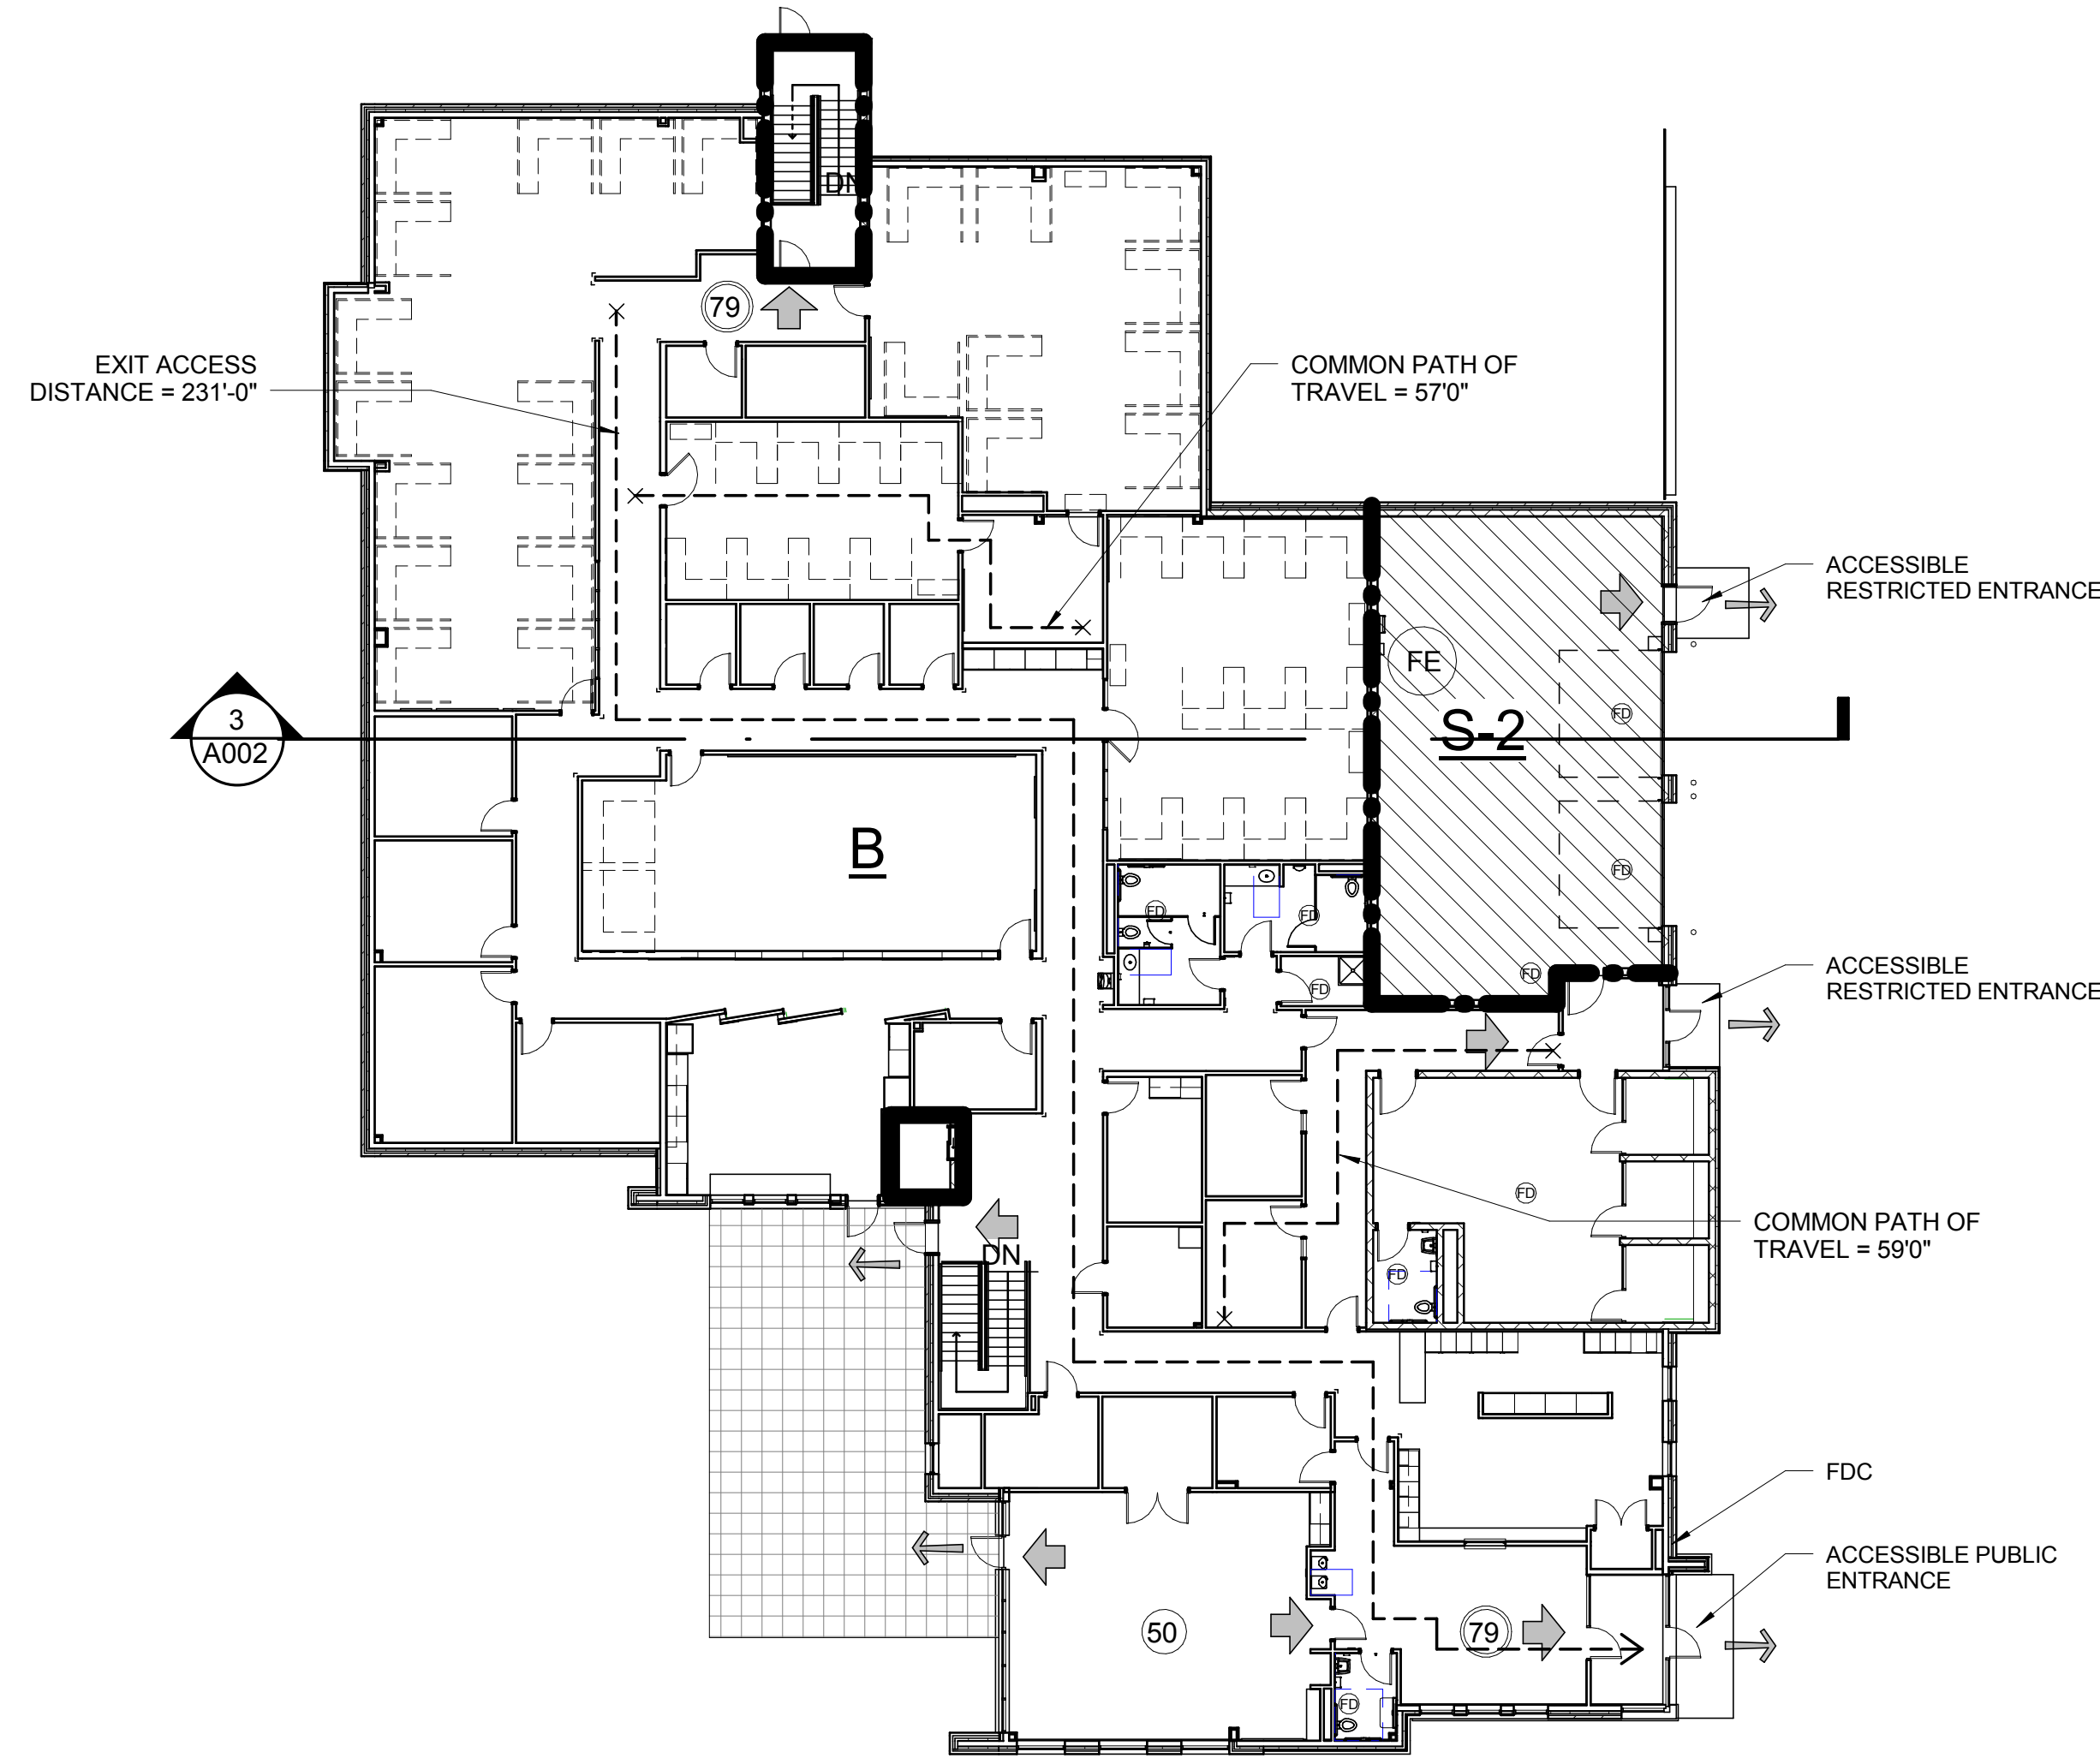 DN
79
EXIT ACCESS
DISTANCE = 231'-0"
COMMON PATH OF
TRAVEL = 57'0"
ACCESSIBLE
RESTRICTED ENTRANCE
FE
3
A002
S-2
FD
B
FD
FD
FD
FD
FD
ACCESSIBLE
RESTRICTED ENTRANCE
FD
COMMON PATH OF
TRAVEL = 59'0"
DN
FD
FDC
ACCESSIBLE PUBLIC
ENTRANCE
50
79
FD